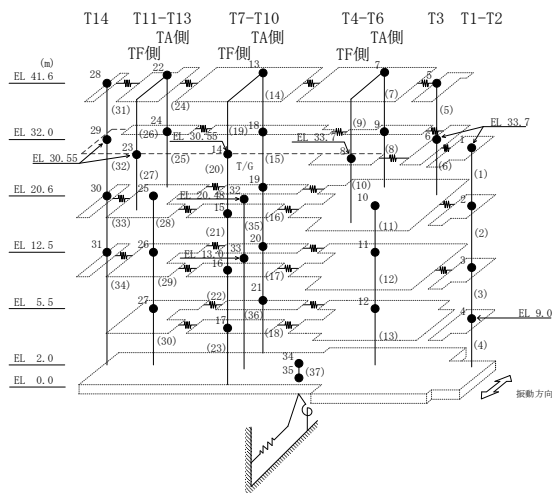 T14 T11−T13 T7−T10 T4−T6 T3 T1−T2
TA側 TA側 TA側
TF側 TF側 TF側
(m)
EL 41.6
28 22 13 7 5
(31) (24) (14) (7) (5)
EL 32.0
29 24 (26) EL 30.55 (19) 18 EL 33.7 (9) 9 6 1 33.7
EL 30.55 23 (25) 14 (15) 8 (8) (6)
(32) (27) (20) T/G (10) (1)
EL 20.6
30 25 EL 20.48 32 19 10 2
(33) (28) 15 (35) (16) (11) (2)
EL 12.5
31 26 (21) EL 13.0 33 20 11 3
(34) (29) 16 (17) (12) (3)
EL 5.5
27 (22) 21 12 4 EL 9.0
(30) 17 (36) (18) (13) (4)
(23)
EL 2.0
34
EL 0.0
35 (37)
振動方向